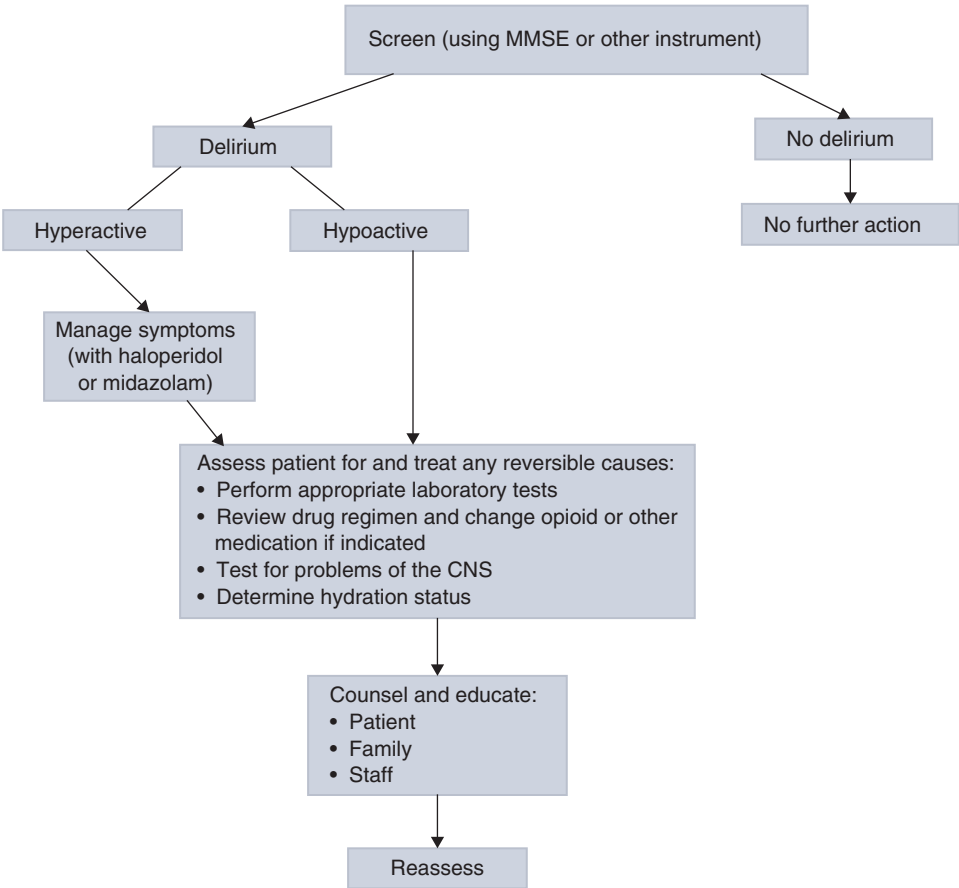 Screen (using MMSE or other instrument)
Delirium
No delirium
Hyperactive
Hypoactive
No further action
Manage symptoms
(with haloperidol
or midazolam)
Assess patient for and treat any reversible causes:
• Perform appropriate laboratory tests
• Review drug regimen and change opioid or other
medication if indicated
• Test for problems of the CNS
• Determine hydration status
Counsel and educate:
• Patient
• Family
• Staff
Reassess